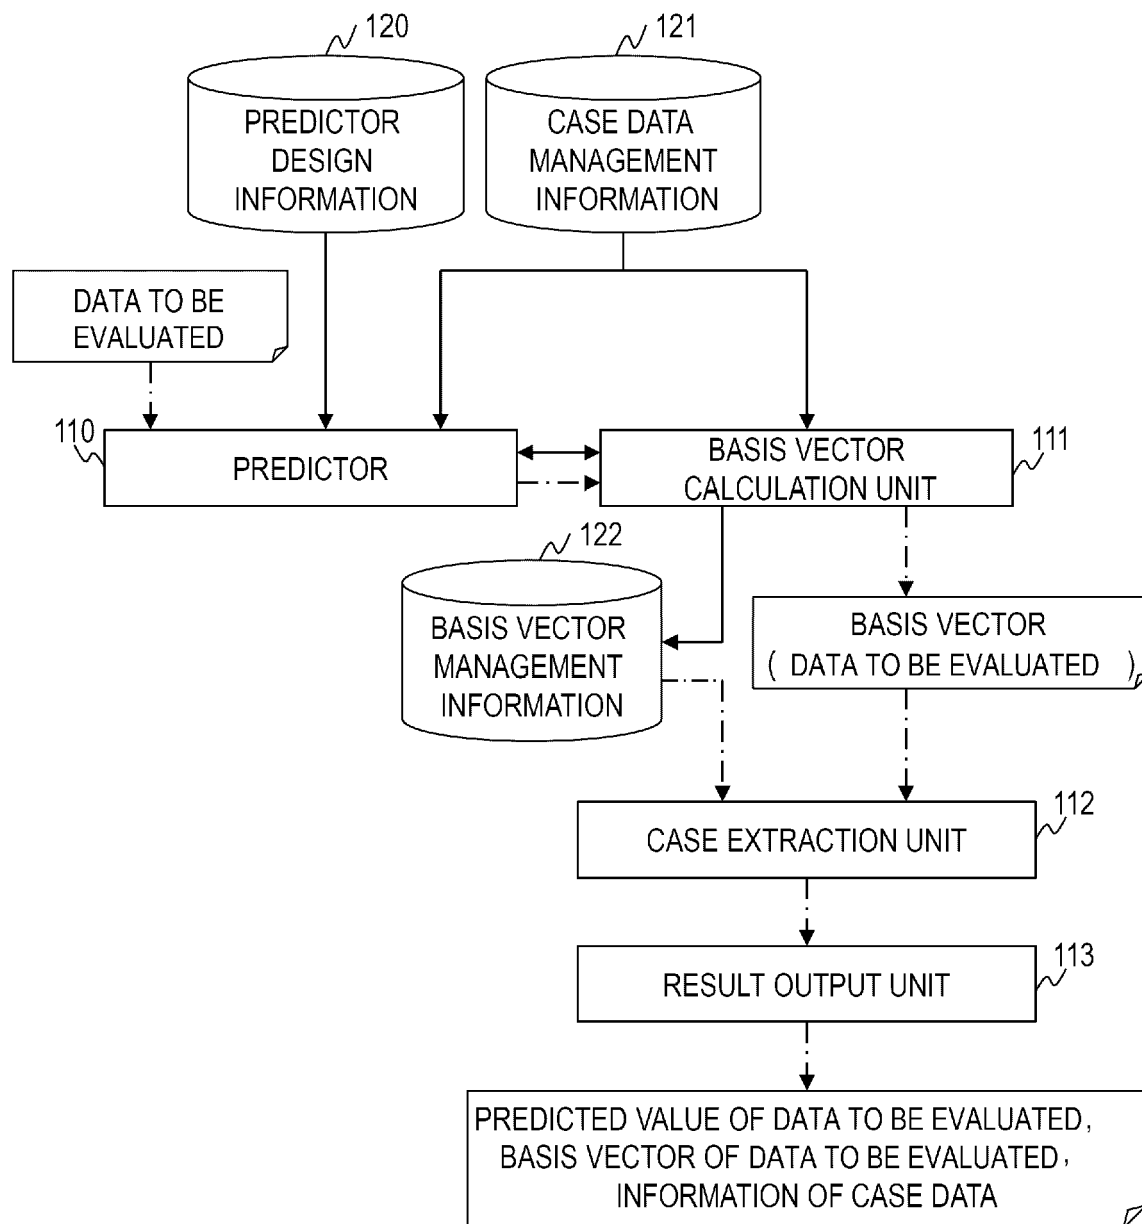 120
121
PREDICTOR
DESIGN
INFORMATION
CASE DATA
MANAGEMENT
INFORMATION
DATA TO BE
EVALUATED
110
PREDICTOR
BASIS VECTOR
CALCULATION UNIT
111
122
BASIS VECTOR
MANAGEMENT
INFORMATION
BASIS VECTOR
( DATA TO BE EVALUATED )
CASE EXTRACTION UNIT
112
RESULT OUTPUT UNIT
113
PREDICTED VALUE OF DATA TO BE EVALUATED,
BASIS VECTOR OF DATA TO BE EVALUATED,
INFORMATION OF CASE DATA